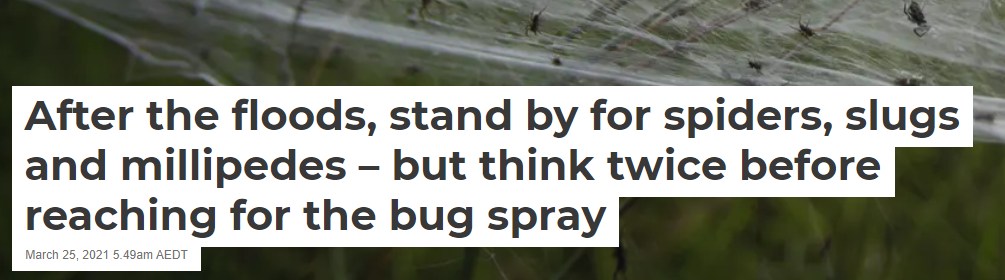 After the floods, stand by for spiders, slugs
and millipedes – but think twice before
reaching for the bug spray
March 25, 2021 5.49am AEDT